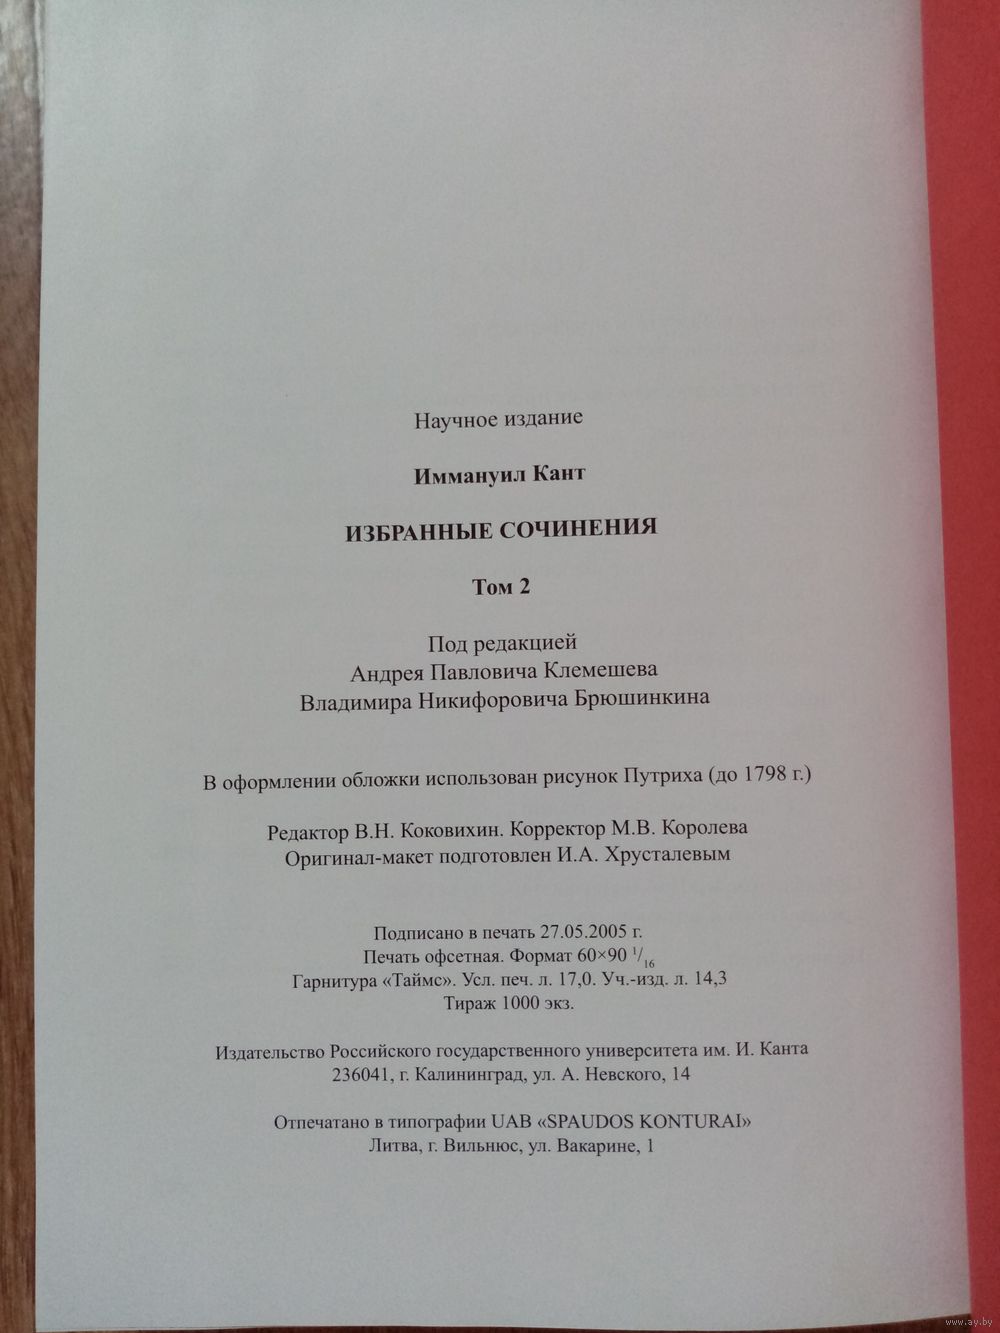 Научное издание
Иммануил Кант
ИЗБРАННЫЕ СОЧИНЕНИЯ
Том 2
Под редакцией
Андрея Павловича Клемешева
Владимира Никифоровича Брюшинкина
В оформлении обложки использован рисунок Путриха (до 1798 г.)
Редактор В.Н. Коковихин. Корректор М.В. Королева
Оригинал-макет подготовлен И.А. Хрусталевым
Подписано в печать 27.05.2005 г.
Печать офсетная. Формат 60×90 1/16
Гарнитура «Таймс». Усл. печ. л. 17,0. Уч.-изд. л. 14,3
Тираж 1000 экз.
Издательство Российского государственного университета им. И. Канта
236041, г. Калининград, ул. А. Невского, 14
Отпечатано в типографии UAB «SPAUDOS KONTURAI»
Литва, г. Вильнюс, ул. Вакарине, 1
www.ay.by